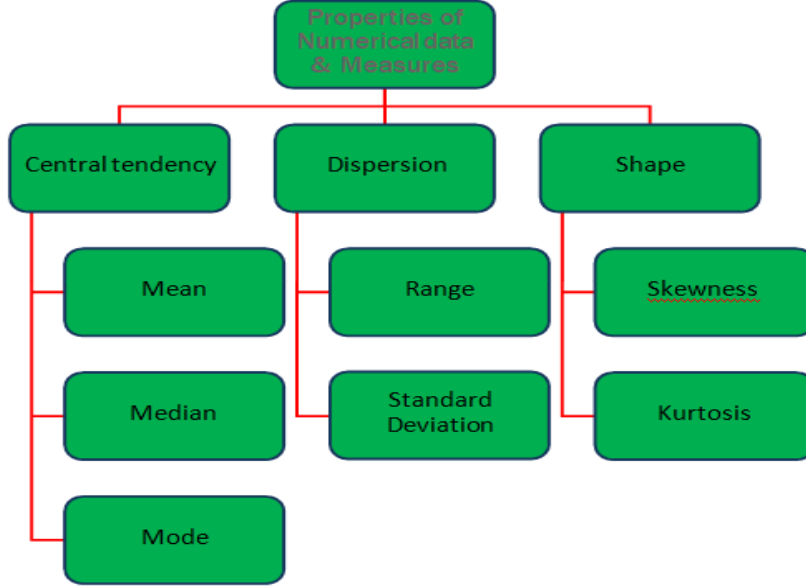 Properties of
Numerical data
& Measures
Central tendency
Dispersion
Shape
Mean
Range
Skewness
Median
Standard
Deviation
Kurtosis
Mode